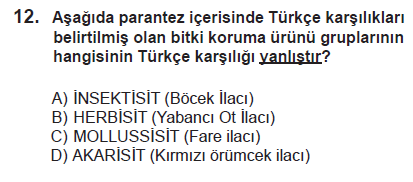 12. Aşağıda parantez içerisinde Türkçe karşılıkları
belirtilmiş olan bitki koruma ürünü gruplarının
hangisinin Türkçe karşılığı yanlıştır?
A) İNSEKTİSİT (Böcek İlacı)
B) HERBİSİT (Yabancı Ot İlacı)
C) MOLLUSSİSİT (Fare ilacı)
D) AKARİSİT (Kırmızı örümcek ilacı)